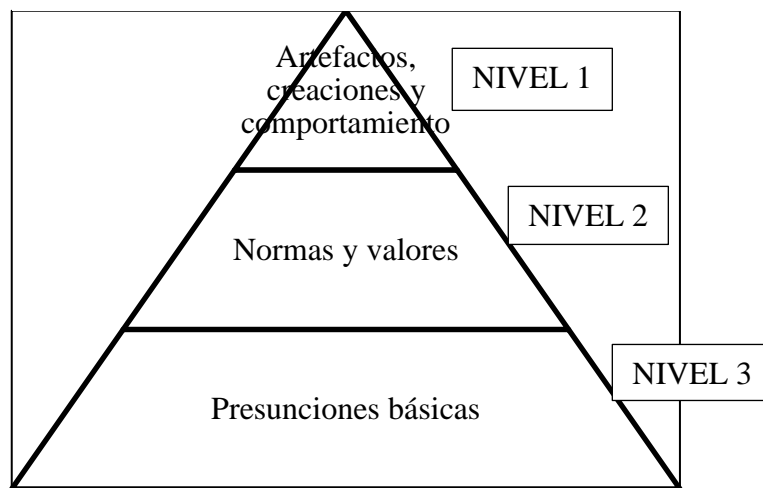 Artefactos,
creaciones y
comportamiento
NIVEL 1
NIVEL 2
Normas y valores
NIVEL 3
Presunciones básicas